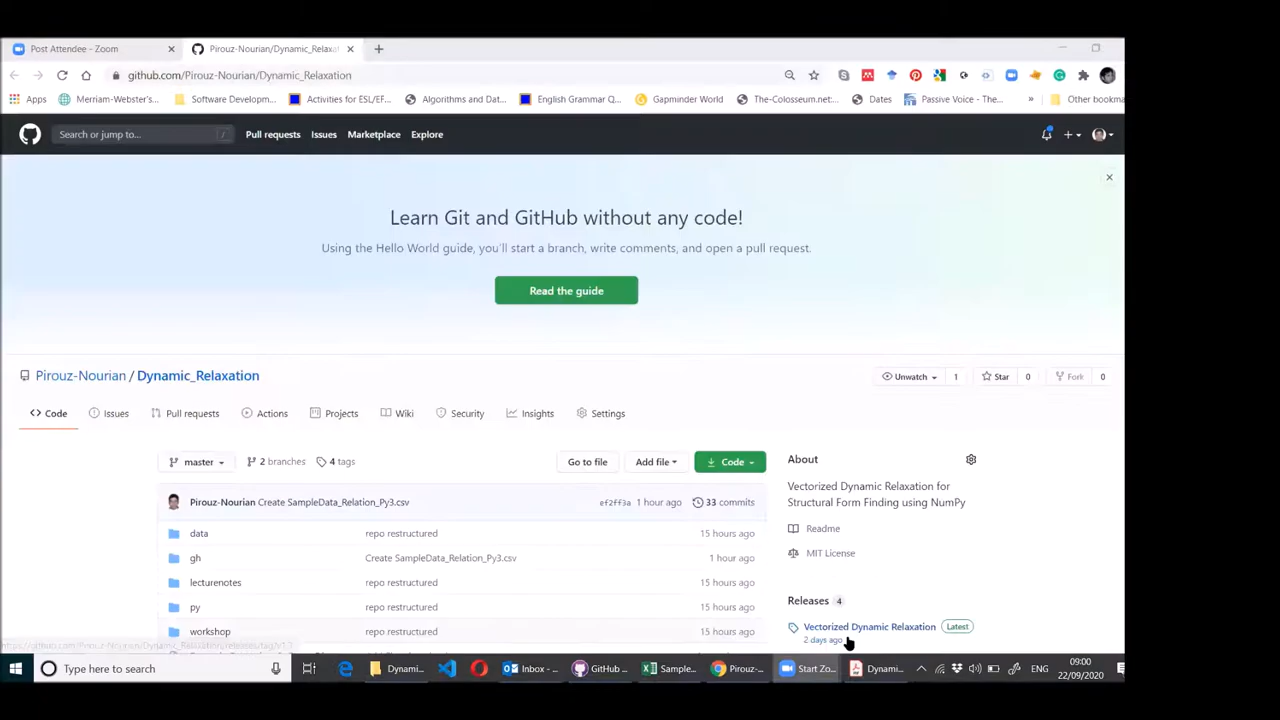 Post Attendee - Zoom
Pirouz-Nourian/Dynamic_Relaxat
github.com/Pirouz-Nourian/Dynamic_Relaxation
Apps
Merriam-Webster's...
Software Developm...
Activities for ESL/EF...
Algorithms and Dat...
English Grammar Q...
Gapminder World
The-Colosseum.net:...
Dates
Passive Voice - The...
»
Other bookma
Search or jump to...
/
Pull requests
Issues
Marketplace
Explore
Learn Git and GitHub without any code!
Using the Hello World guide, you'll start a branch, write comments, and open a pull request.
Read the guide
Pirouz-Nourian / Dynamic_Relaxation
Unwatch
1
Star
0
Fork
0
Code
Issues
Pull requests
Actions
Projects
Wiki
Security
Insights
Settings
master
2 branches
4 tags
Go to file
Add file
Code
About
Pirouz-Nourian Create SampleData_Relation_Py3.csv
ef2ff3a 1 hour ago
33 commits
Vectorized Dynamic Relaxation for
Structural Form Finding using NumPy
data
repo restructured
15 hours ago
Readme
gh
Create SampleData_Relation_Py3.csv
1 hour ago
MIT License
lecturenotes
repo restructured
15 hours ago
Releases 4
py
repo restructured
15 hours ago
Vectorized Dynamic Relaxation
Latest
workshop
repo restructured
15 hours ago
2 days ago
Type here to search
Dynami...
Inbox - ...
GitHub ...
Sample...
Pirouz-...
Start Zo...
Dynami...
ENG
09:00
22/09/2020